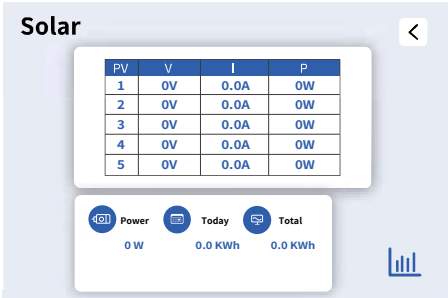 Solar
PV V I P
1 0V 0.0A 0W
2 0V 0.0A 0W
3 0V 0.0A 0W
4 0V 0.0A 0W
5 0V 0.0A 0W
Power Today Total
0 W 0.0 KWh 0.0 KWh